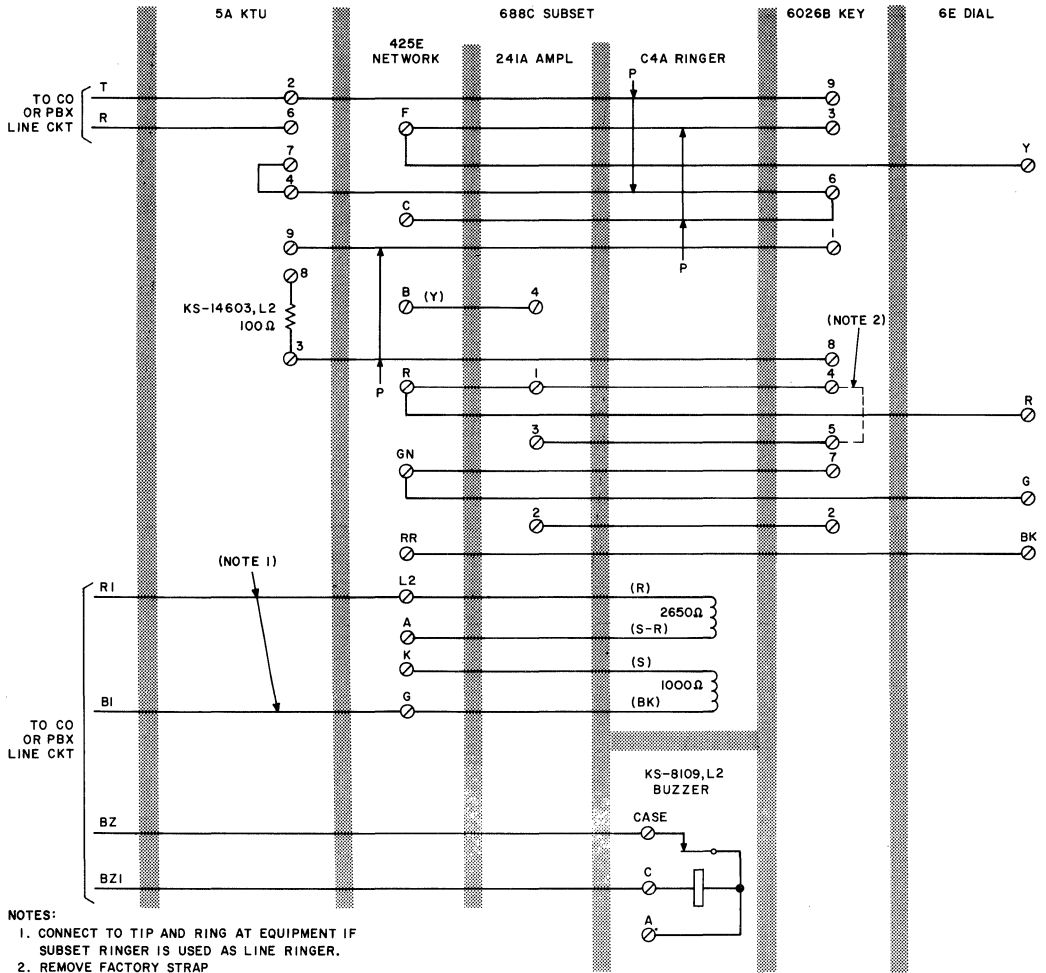 5A KTU
688C SUBSET
6026B KEY
6E DIAL
425E
NETWORK
241A AMPL
C4A RINGER
TO CO
OR PBX
LINE CKT
T
2
P
9
R
6
F
3
7
Y
4
6
C
9
1
P
8
KS-14603,L2
100Ω
B
(Y)
4
(NOTE 2)
3
8
P
R
1
4
R
3
5
GN
7
G
2
2
RR
BK
(NOTE 1)
R1
L2
(R)
2650Ω
A
(S-R)
K
(S)
1000Ω
B1
G
(BK)
TO CO
OR PBX
LINE CKT
KS-8109,L2
BUZZER
BZ
CASE
BZ1
C
A
NOTES:
1. CONNECT TO TIP AND RING AT EQUIPMENT IF
SUBSET RINGER IS USED AS LINE RINGER.
2. REMOVE FACTORY STRAP